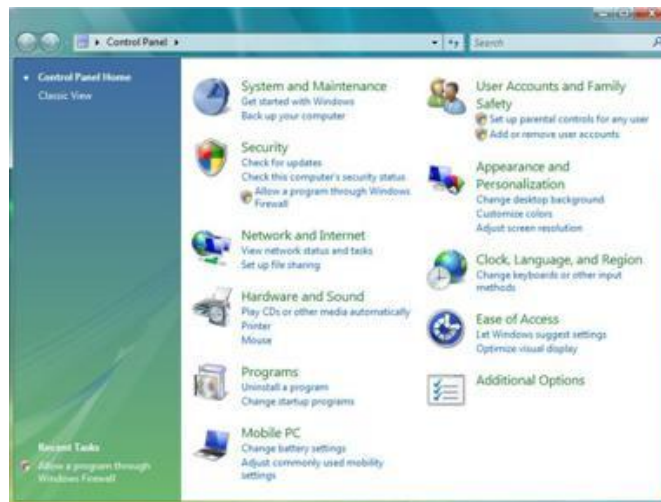 Control Panel
Search
Control Panel Home
Classic View
System and Maintenance
Get started with Windows
Back up your computer
Security
Check for updates
Check this computer's security status
Allow a program through Windows
Firewall
Network and Internet
View network status and tasks
Set up file sharing
Hardware and Sound
Play CDs or other media automatically
Printer
Mouse
Programs
Uninstall a program
Change startup programs
Mobile PC
Change battery settings
Adjust commonly used mobility
settings
User Accounts and Family
Safety
Set up parental controls for any user
Add or remove user accounts
Appearance and
Personalization
Change desktop background
Customize colors
Adjust screen resolution
Clock, Language, and Region
Change keyboards or other input
methods
Ease of Access
Let Windows suggest settings
Optimize visual display
Additional Options
Recent Tasks
Allow a program through
Windows Firewall